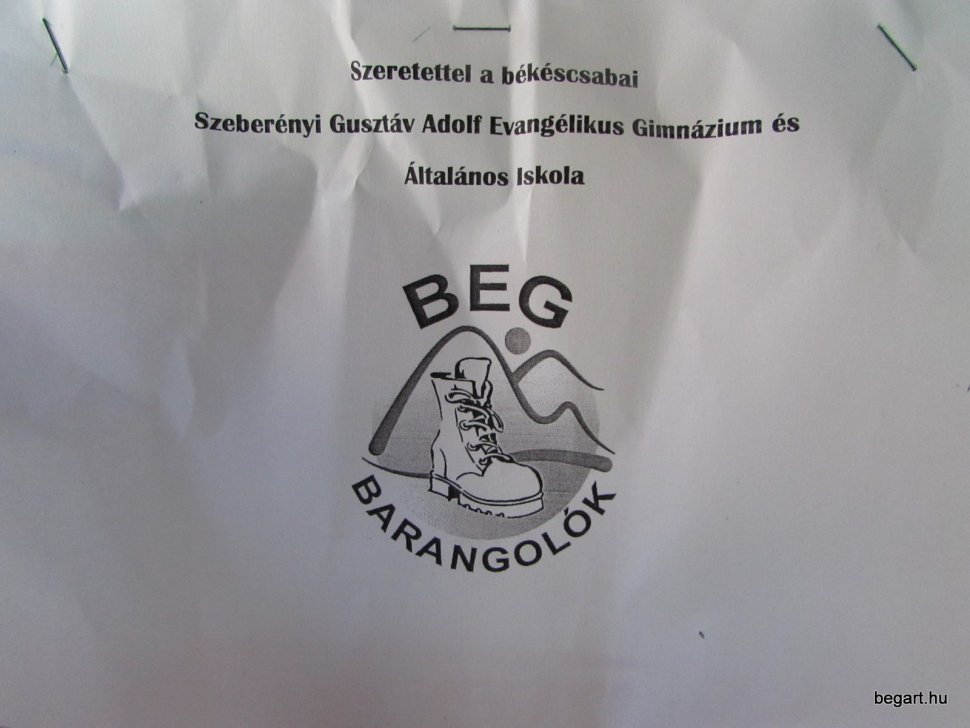 Szeretettel a békéscsabai
Szeberényi Gusztáv Adolf Evangélikus Gimnázium és
Általános Iskola
BEG
BARANGOLÓK
begart.hu